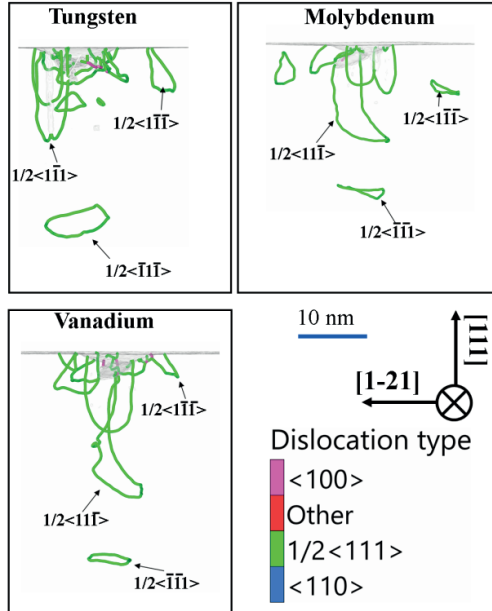 Tungsten
1/2<1̄1̄1̄>
1/2<11̄1>
1/2<1̄11̄>
Molybdenum
1/2<11̄1̄>
1/2<111̄>
1/2<1̄1̄1>
Vanadium
1/2<11̄1̄>
1/2<111̄>
1/2<1̄1̄1>
10 nm
[111]
[1-21]
Dislocation type
<100>
Other
1/2<111>
<110>